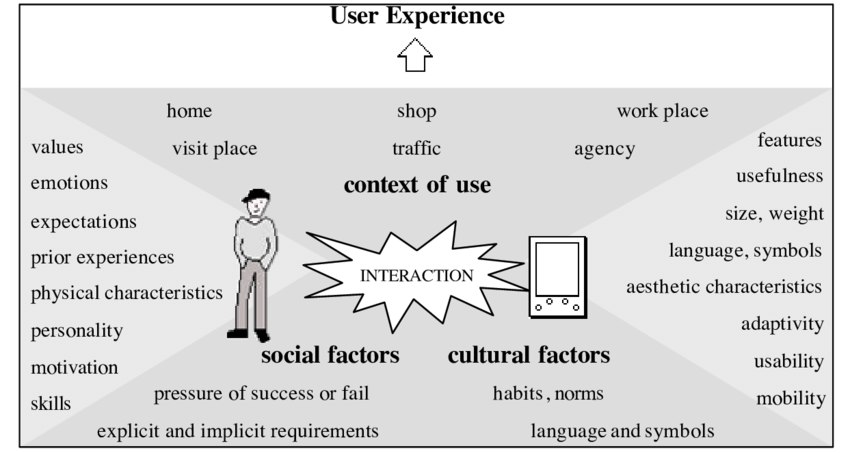 User Experience
home
shop
work place
visit place
traffic
agency
context of use
values
emotions
expectations
prior experiences
physical characteristics
personality
motivation
skills
INTERACTION
features
usefulness
size, weight
language, symbols
aesthetic characteristics
adaptivity
usability
mobility
social factors
pressure of success or fail
explicit and implicit requirements
cultural factors
habits, norms
language and symbols